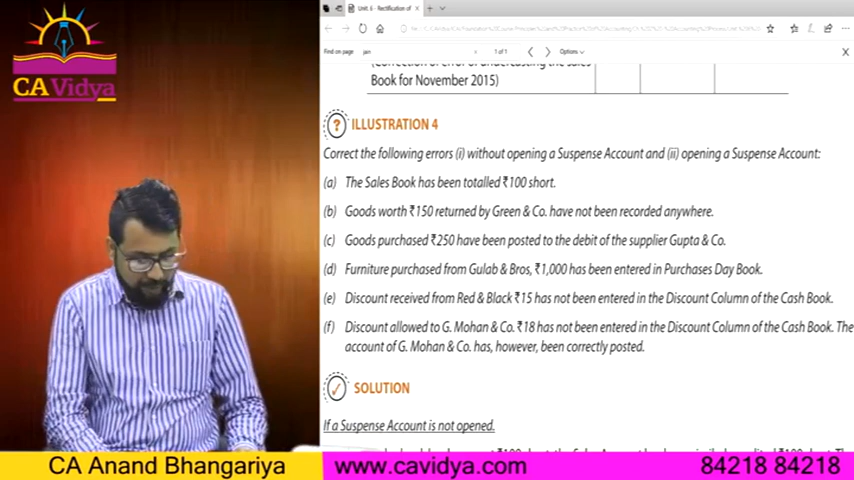 Unit 6 - Rectification of
Find on page
jan
1 of 1
Options
Book for November 2015)
? ILLUSTRATION 4
Correct the following errors (i) without opening a Suspense Account and (ii) opening a Suspense Account:
(a) The Sales Book has been totalled ₹100 short.
(b) Goods worth ₹150 returned by Green & Co. have not been recorded anywhere.
(c) Goods purchased ₹250 have been posted to the debit of the supplier Gupta & Co.
(d) Furniture purchased from Gulab & Bros, ₹1,000 has been entered in Purchases Day Book.
(e) Discount received from Red & Black ₹15 has not been entered in the Discount Column of the Cash Book.
(f) Discount allowed to G. Mohan & Co. ₹18 has not been entered in the Discount Column of the Cash Book. The
account of G. Mohan & Co. has, however, been correctly posted.
SOLUTION
If a Suspense Account is not opened.
CA Vidya
CA Anand Bhangariya
www.cavidya.com
84218 84218